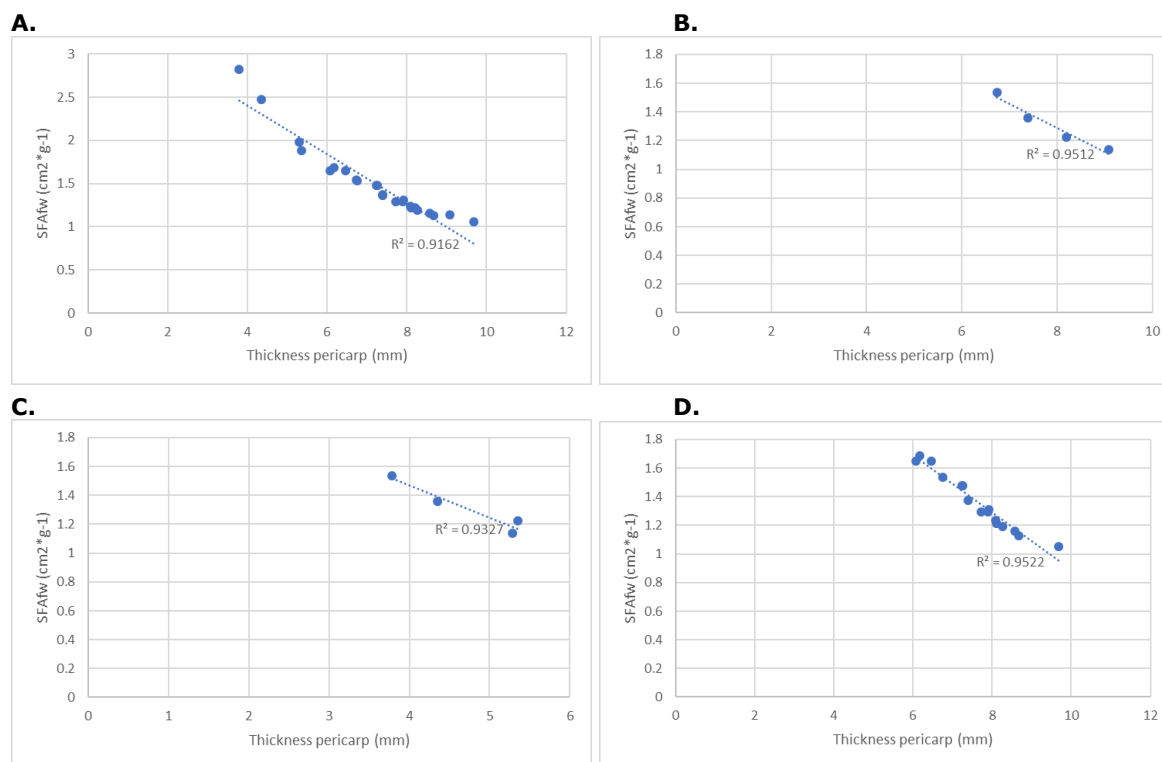 A.
3
2.5
2
1.5
1
0.5
0
0 2 4 6 8 10 12
SFAfw (cm2*g-1)
Thickness pericarp (mm)
R² = 0.9162
B.
1.8
1.6
1.4
1.2
1
0.8
0.6
0.4
0.2
0
0 2 4 6 8 10
SFAfw (cm2*g-1)
Thickness pericarp (mm)
R² = 0.9512
C.
1.8
1.6
1.4
1.2
1
0.8
0.6
0.4
0.2
0
0 1 2 3 4 5 6
SFAfw (cm2*g-1)
Thickness pericarp (mm)
R² = 0.9327
D.
1.8
1.6
1.4
1.2
1
0.8
0.6
0.4
0.2
0
0 2 4 6 8 10 12
SFAfw (cm2*g-1)
Thickness pericarp (mm)
R² = 0.9522